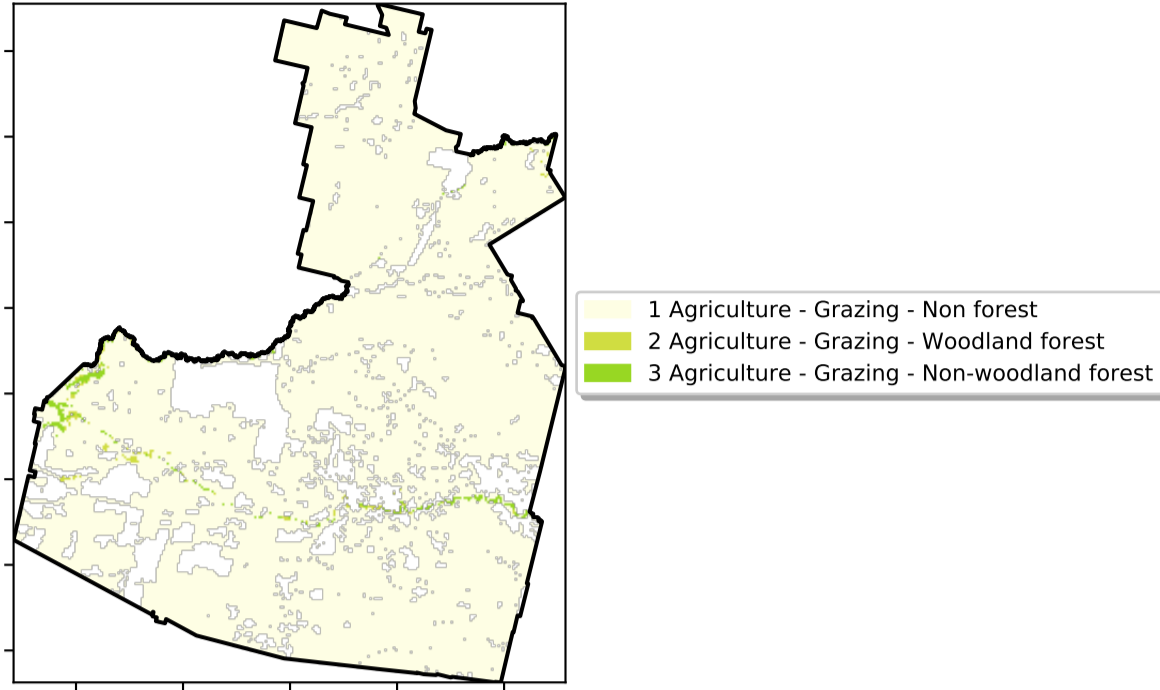 1 Agriculture - Grazing - Non forest
2 Agriculture - Grazing - Woodland forest
3 Agriculture - Grazing - Non-woodland forest